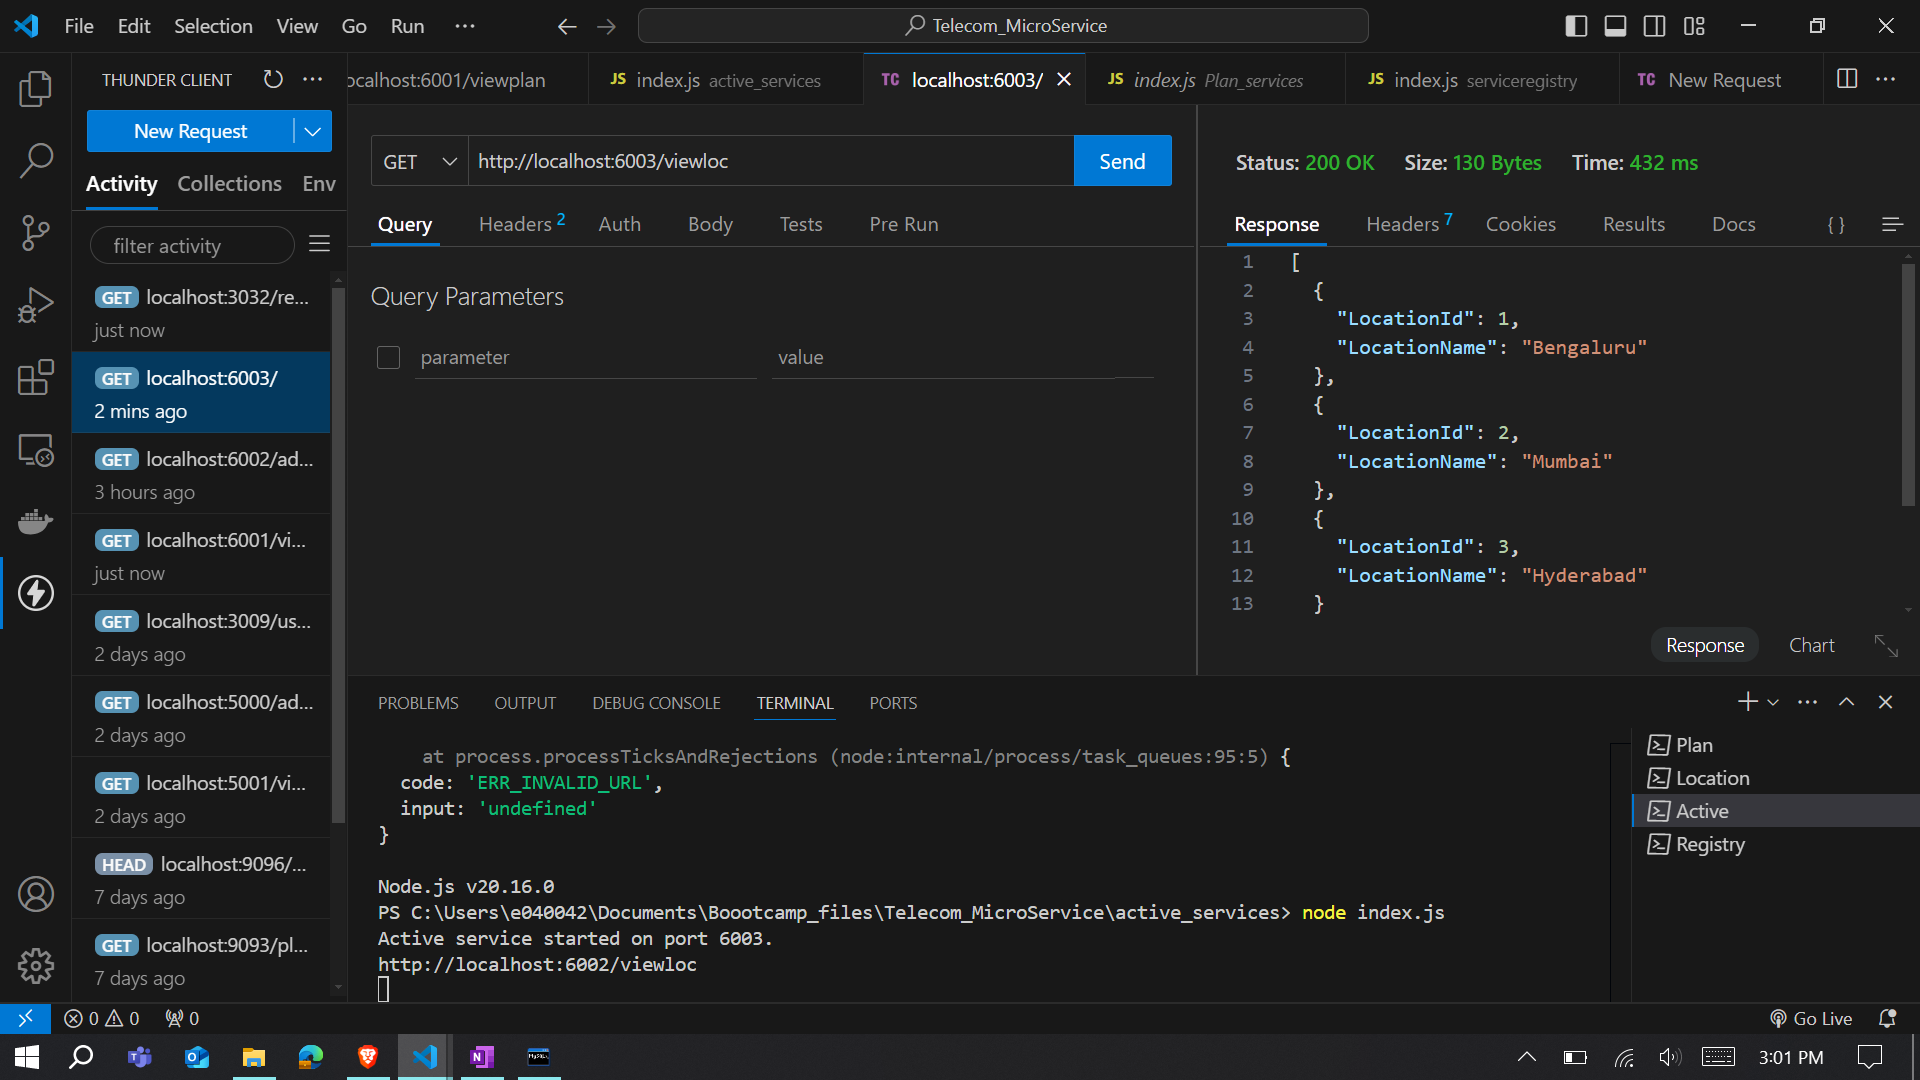 File Edit Selection View Go Run ···
Telecom_MicroService
THUNDER CLIENT
New Request
Activity Collections Env
filter activity
GET localhost:3032/re...
just now
GET localhost:6003/
2 mins ago
GET localhost:6002/ad...
3 hours ago
GET localhost:6001/vi...
just now
GET localhost:3009/us...
2 days ago
GET localhost:5000/ad...
2 days ago
GET localhost:5001/vi...
2 days ago
HEAD localhost:9096/...
7 days ago
GET localhost:9093/pl...
7 days ago
ocalhost:6001/viewplan
JS index.js active_services
TC localhost:6003/
JS index.js Plan_services
JS index.js serviceregistry
TC New Request
GET http://localhost:6003/viewloc Send
Query Headers 2 Auth Body Tests Pre Run
Query Parameters
parameter value
Status: 200 OK Size: 130 Bytes Time: 432 ms
Response Headers 7 Cookies Results Docs { }
1 [
2 {
3 "LocationId": 1,
4 "LocationName": "Bengaluru"
5 },
6 {
7 "LocationId": 2,
8 "LocationName": "Mumbai"
9 },
10 {
11 "LocationId": 3,
12 "LocationName": "Hyderabad"
13 }
Response Chart
PROBLEMS OUTPUT DEBUG CONSOLE TERMINAL PORTS
at process.processTicksAndRejections (node:internal/process/task_queues:95:5) {
code: 'ERR_INVALID_URL',
input: 'undefined'
}
Node.js v20.16.0
PS C:\Users\e040042\Documents\Boootcamp_files\Telecom_MicroService\active_services> node index.js
Active service started on port 6003.
http://localhost:6002/viewloc
Plan
Location
Active
Registry
0 0 0
Go Live
3:01 PM